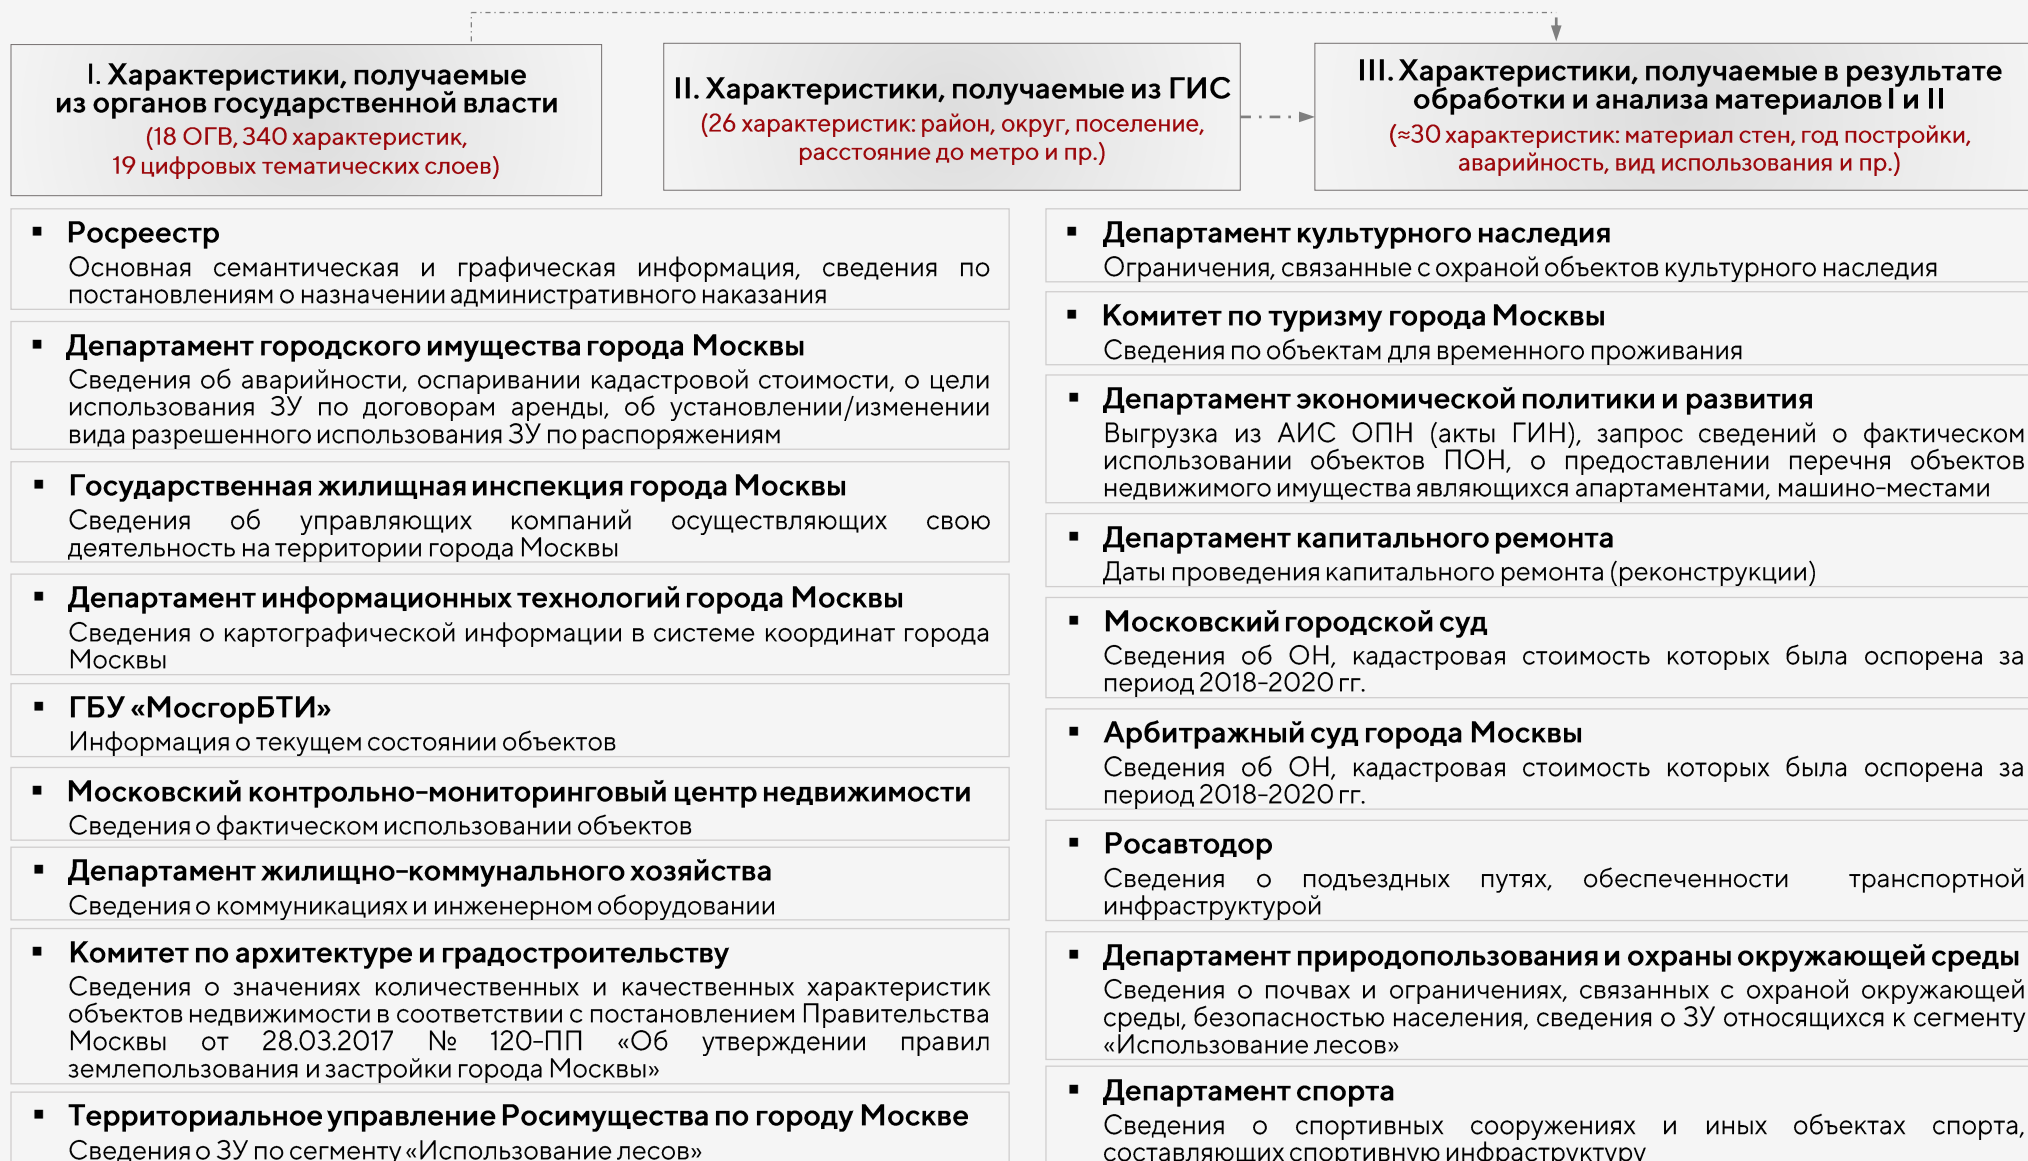 I. Характеристики, получаемые
из органов государственной власти
(18 ОГВ, 340 характеристик,
19 цифровых тематических слоев)
II. Характеристики, получаемые из ГИС
(26 характеристик: район, округ, поселение,
расстояние до метро и пр.)
III. Характеристики, получаемые в результате
обработки и анализа материалов I и II
(≈30 характеристик: материал стен, год постройки,
аварийность, вид использования и пр.)
▪ Росреестр
Основная семантическая и графическая информация, сведения по
постановлениям о назначении административного наказания
▪ Департамент городского имущества города Москвы
Сведения об аварийности, оспаривании кадастровой стоимости, о цели
использования ЗУ по договорам аренды, об установлении/изменении
вида разрешенного использования ЗУ по распоряжениям
▪ Государственная жилищная инспекция города Москвы
Сведения об управляющих компаний осуществляющих свою
деятельность на территории города Москвы
▪ Департамент информационных технологий города Москвы
Сведения о картографической информации в системе координат города
Москвы
▪ ГБУ «МосгорБТИ»
Информация о текущем состоянии объектов
▪ Московский контрольно-мониторинговый центр недвижимости
Сведения о фактическом использовании объектов
▪ Департамент жилищно-коммунального хозяйства
Сведения о коммуникациях и инженерном оборудовании
▪ Комитет по архитектуре и градостроительству
Сведения о значениях количественных и качественных характеристик
объектов недвижимости в соответствии с постановлением Правительства
Москвы от 28.03.2017 № 120-ПП «Об утверждении правил
землепользования и застройки города Москвы»
▪ Территориальное управление Росимущества по городу Москве
Сведения о ЗУ по сегменту «Использование лесов»
▪ Департамент культурного наследия
Ограничения, связанные с охраной объектов культурного наследия
▪ Комитет по туризму города Москвы
Сведения по объектам для временного проживания
▪ Департамент экономической политики и развития
Выгрузка из АИС ОПН (акты ГИН), запрос сведений о фактическом
использовании объектов ПОН, о предоставлении перечня объектов
недвижимого имущества являющихся апартаментами, машино-местами
▪ Департамент капитального ремонта
Даты проведения капитального ремонта (реконструкции)
▪ Московский городской суд
Сведения об ОН, кадастровая стоимость которых была оспорена за
период 2018-2020 гг.
▪ Арбитражный суд города Москвы
Сведения об ОН, кадастровая стоимость которых была оспорена за
период 2018-2020 гг.
▪ Росавтодор
Сведения о подъездных путях, обеспеченности транспортной
инфраструктурой
▪ Департамент природопользования и охраны окружающей среды
Сведения о почвах и ограничениях, связанных с охраной окружающей
среды, безопасностью населения, сведения о ЗУ относящихся к сегменту
«Использование лесов»
▪ Департамент спорта
Сведения о спортивных сооружениях и иных объектах спорта,
составляющих спортивную инфраструктуру